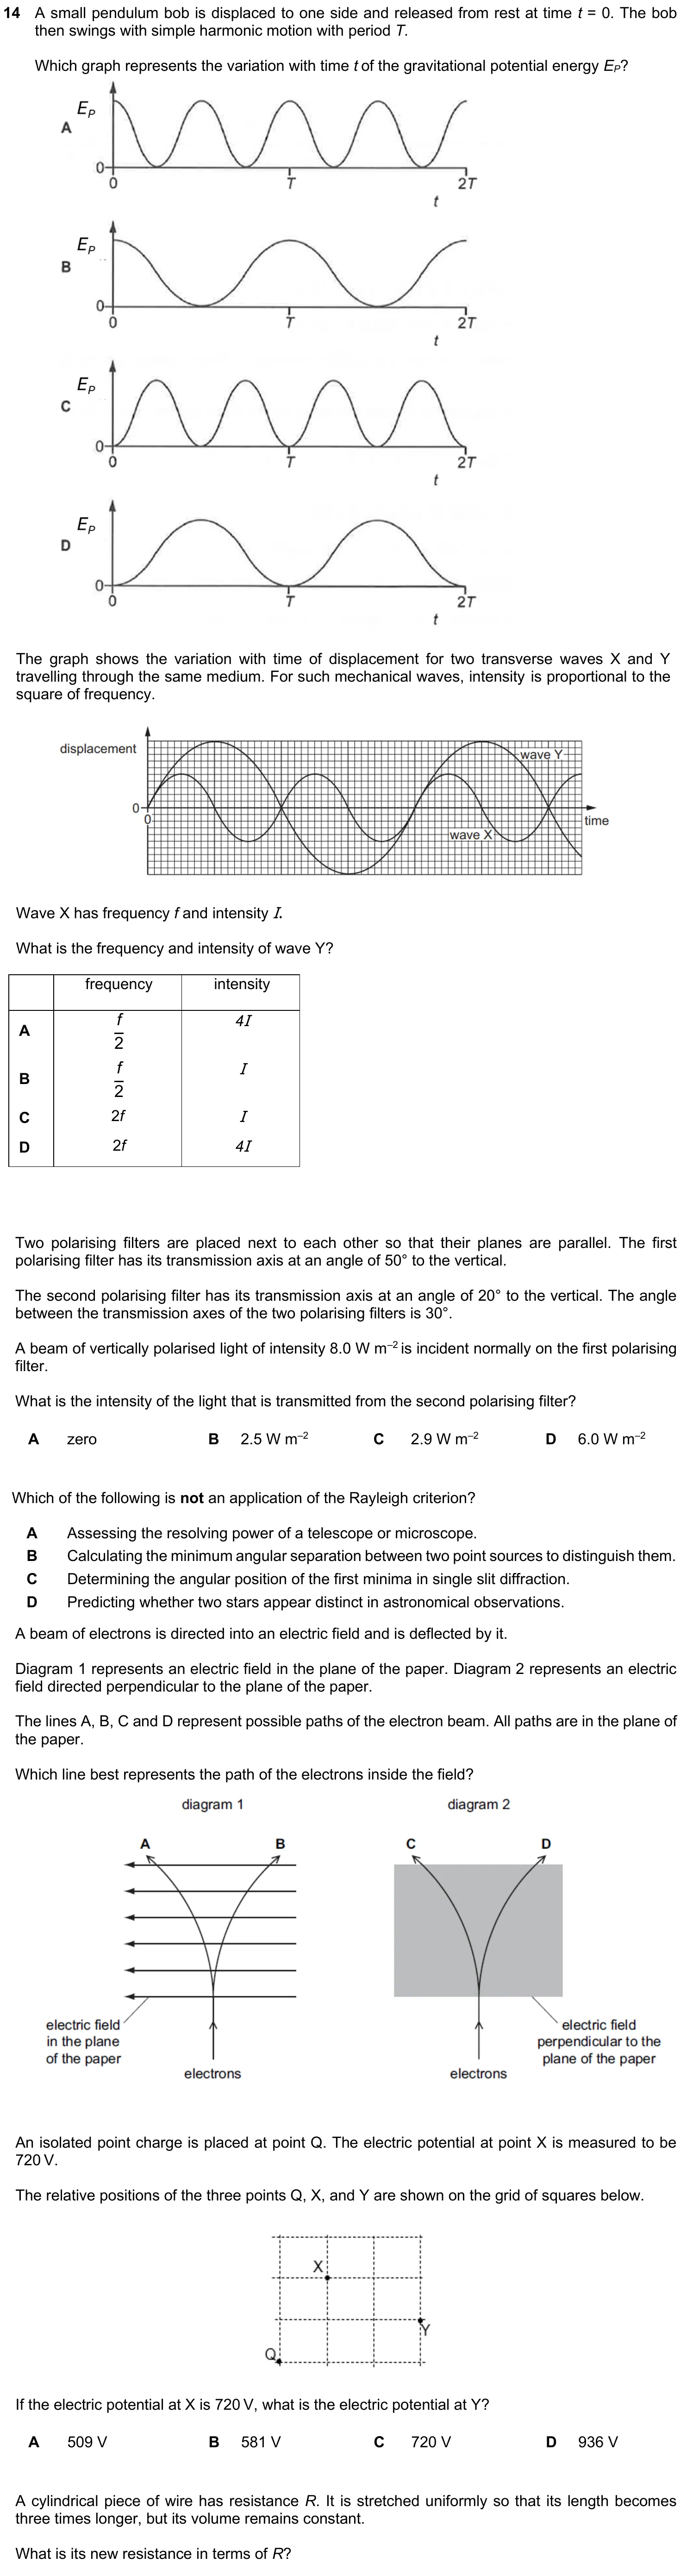 14 A small pendulum bob is displaced to one side and released from rest at time t = 0. The bob
then swings with simple harmonic motion with period T.
Which graph represents the variation with time t of the gravitational potential energy EP?
EP
A
0
0
T
2T
t
EP
B
0
0
T
2T
t
EP
C
0
0
T
2T
t
EP
D
0
0
T
2T
t
The graph shows the variation with time of displacement for two transverse waves X and Y
travelling through the same medium. For such mechanical waves, intensity is proportional to the
square of frequency.
displacement
wave Y
0
0
time
wave X
Wave X has frequency f and intensity I.
What is the frequency and intensity of wave Y?
frequency intensity
A f/2 4I
B f/2 I
C 2f I
D 2f 4I
Two polarising filters are placed next to each other so that their planes are parallel. The first
polarising filter has its transmission axis at an angle of 50° to the vertical.
The second polarising filter has its transmission axis at an angle of 20° to the vertical. The angle
between the transmission axes of the two polarising filters is 30°.
A beam of vertically polarised light of intensity 8.0 W m⁻² is incident normally on the first polarising
filter.
What is the intensity of the light that is transmitted from the second polarising filter?
A zero B 2.5 W m⁻² C 2.9 W m⁻² D 6.0 W m⁻²
Which of the following is not an application of the Rayleigh criterion?
A Assessing the resolving power of a telescope or microscope.
B Calculating the minimum angular separation between two point sources to distinguish them.
C Determining the angular position of the first minima in single slit diffraction.
D Predicting whether two stars appear distinct in astronomical observations.
A beam of electrons is directed into an electric field and is deflected by it.
Diagram 1 represents an electric field in the plane of the paper. Diagram 2 represents an electric
field directed perpendicular to the plane of the paper.
The lines A, B, C and D represent possible paths of the electron beam. All paths are in the plane of
the paper.
Which line best represents the path of the electrons inside the field?
diagram 1 diagram 2
A B C D
electric field
in the plane
of the paper
electrons
electric field
perpendicular to the
plane of the paper
electrons
An isolated point charge is placed at point Q. The electric potential at point X is measured to be
720 V.
The relative positions of the three points Q, X, and Y are shown on the grid of squares below.
X
Y
Q
If the electric potential at X is 720 V, what is the electric potential at Y?
A 509 V B 581 V C 720 V D 936 V
A cylindrical piece of wire has resistance R. It is stretched uniformly so that its length becomes
three times longer, but its volume remains constant.
What is its new resistance in terms of R?